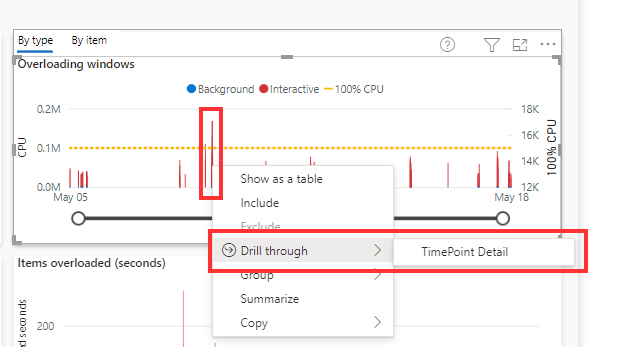 By type By item
Overloading windows
Background Interactive 100% CPU
0.2M 18K
16K
0.1M 14K
0.0M 12K
CPU
100% CPU
May 05 May 18
Show as a table
Include
Exclude
Drill through TimePoint Detail
Group
Summarize
Copy
Items overloaded (seconds)
200
d seconds